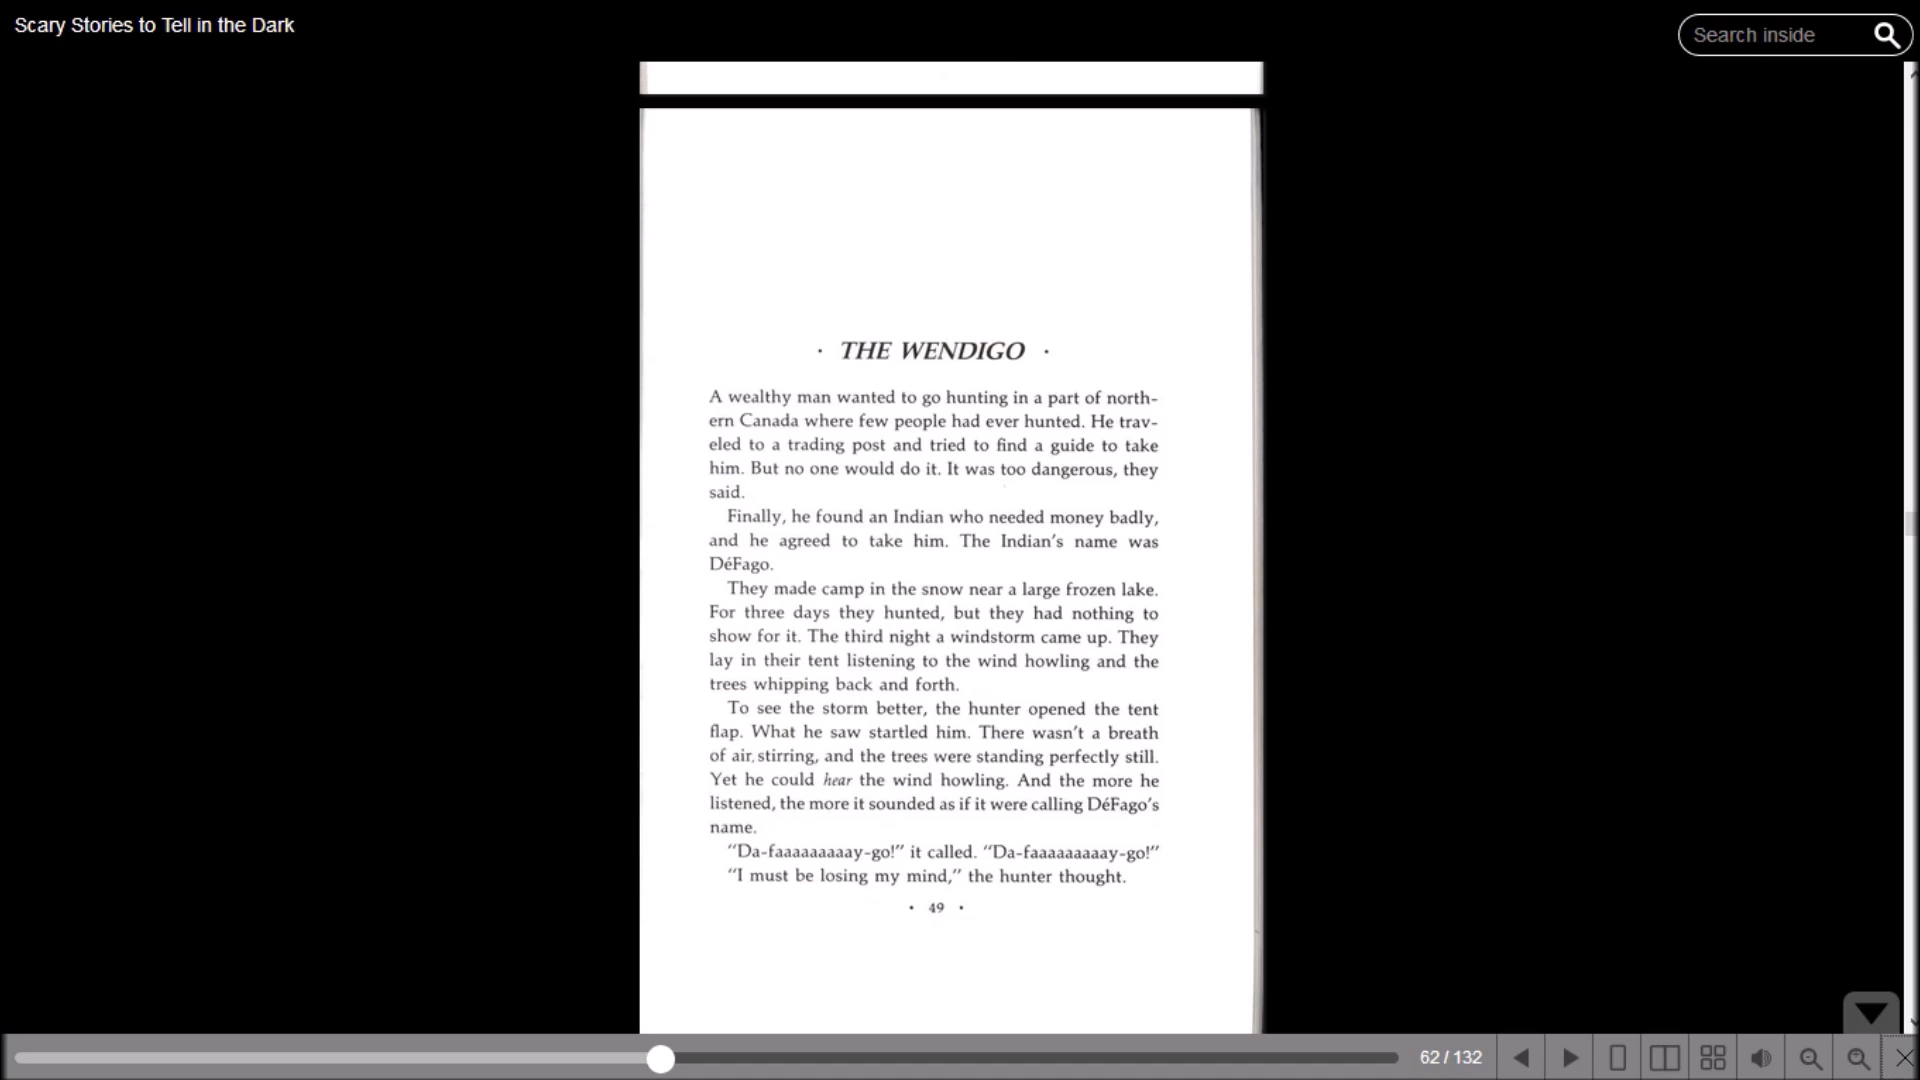 Scary Stories to Tell in the Dark
Search inside
· THE WENDIGO ·
A wealthy man wanted to go hunting in a part of north-
ern Canada where few people had ever hunted. He trav-
eled to a trading post and tried to find a guide to take
him. But no one would do it. It was too dangerous, they
said.
Finally, he found an Indian who needed money badly,
and he agreed to take him. The Indian's name was
DéFago.
They made camp in the snow near a large frozen lake.
For three days they hunted, but they had nothing to
show for it. The third night a windstorm came up. They
lay in their tent listening to the wind howling and the
trees whipping back and forth.
To see the storm better, the hunter opened the tent
flap. What he saw startled him. There wasn't a breath
of air stirring, and the trees were standing perfectly still.
Yet he could hear the wind howling. And the more he
listened, the more it sounded as if it were calling DéFago's
name.
"Da-faaaaaaaaay-go!" it called. "Da-faaaaaaaaay-go!"
"I must be losing my mind," the hunter thought.
· 49 ·
62 / 132